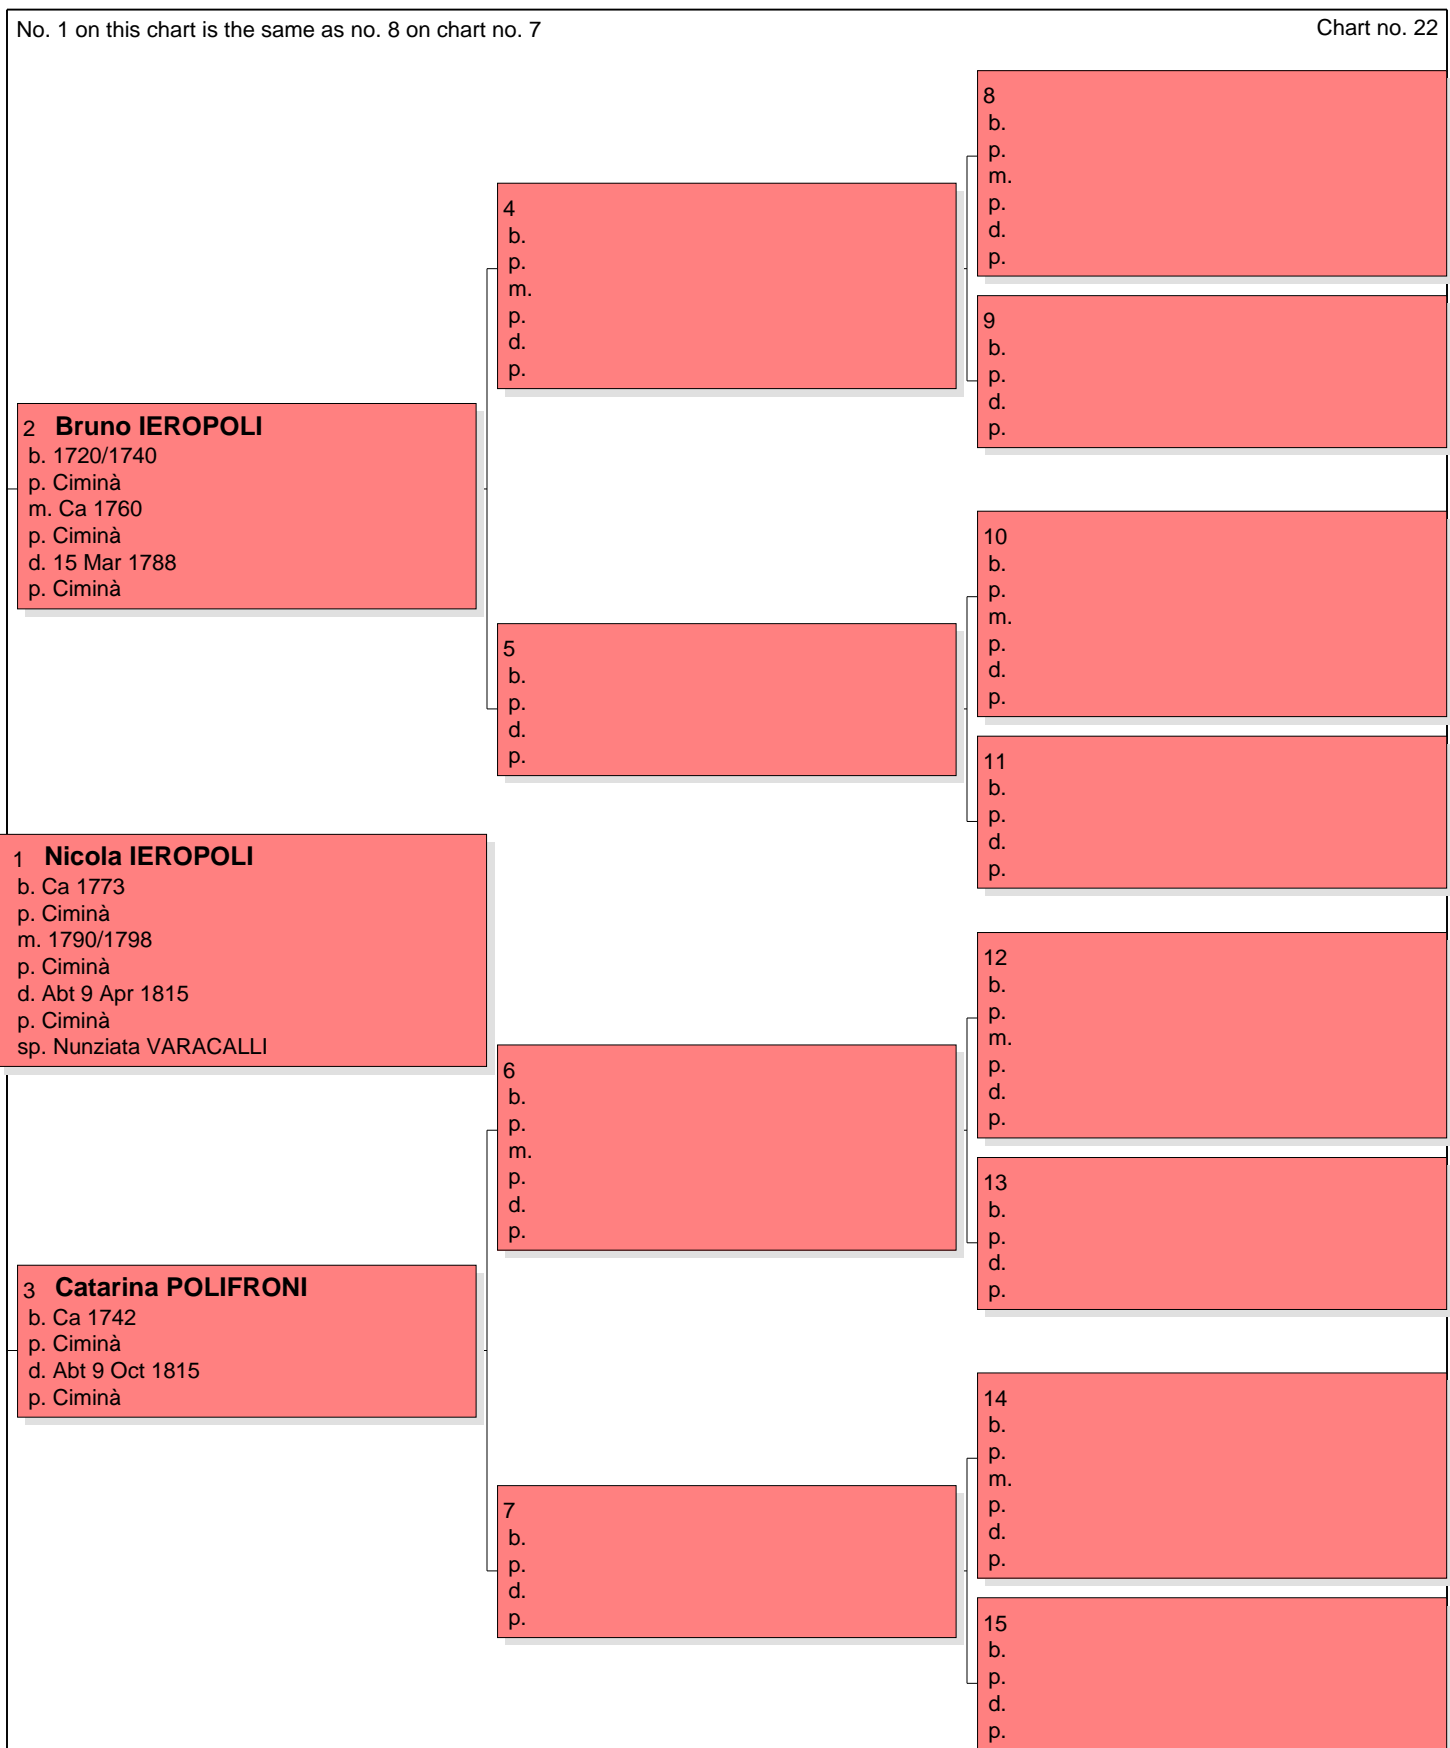 No. 1 on this chart is the same as no. 8 on chart no. 7
Chart no. 22
8
b.
p.
m.
p.
d.
p.
4
b.
p.
m.
p.
d.
p.
9
b.
p.
d.
p.
2 Bruno IEROPOLI
b. 1720/1740
p. Ciminà
m. Ca 1760
p. Ciminà
d. 15 Mar 1788
p. Ciminà
10
b.
p.
m.
p.
d.
p.
5
b.
p.
d.
p.
11
b.
p.
d.
p.
1 Nicola IEROPOLI
b. Ca 1773
p. Ciminà
m. 1790/1798
p. Ciminà
d. Abt 9 Apr 1815
p. Ciminà
sp. Nunziata VARACALLI
12
b.
p.
m.
p.
d.
p.
6
b.
p.
m.
p.
d.
p.
13
b.
p.
d.
p.
3 Catarina POLIFRONI
b. Ca 1742
p. Ciminà
d. Abt 9 Oct 1815
p. Ciminà
14
b.
p.
m.
p.
d.
p.
7
b.
p.
d.
p.
15
b.
p.
d.
p.